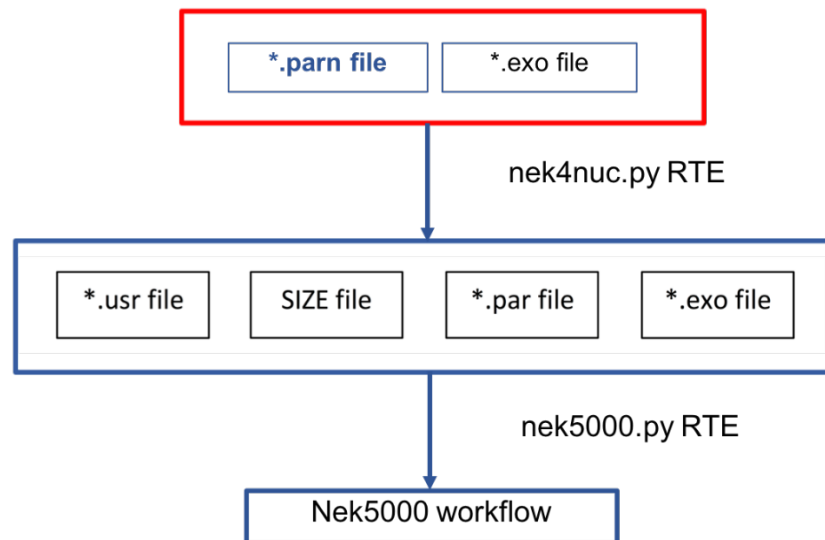 *.parn file
*.exo file
nek4nuc.py RTE
*.usr file
SIZE file
*.par file
*.exo file
nek5000.py RTE
Nek5000 workflow